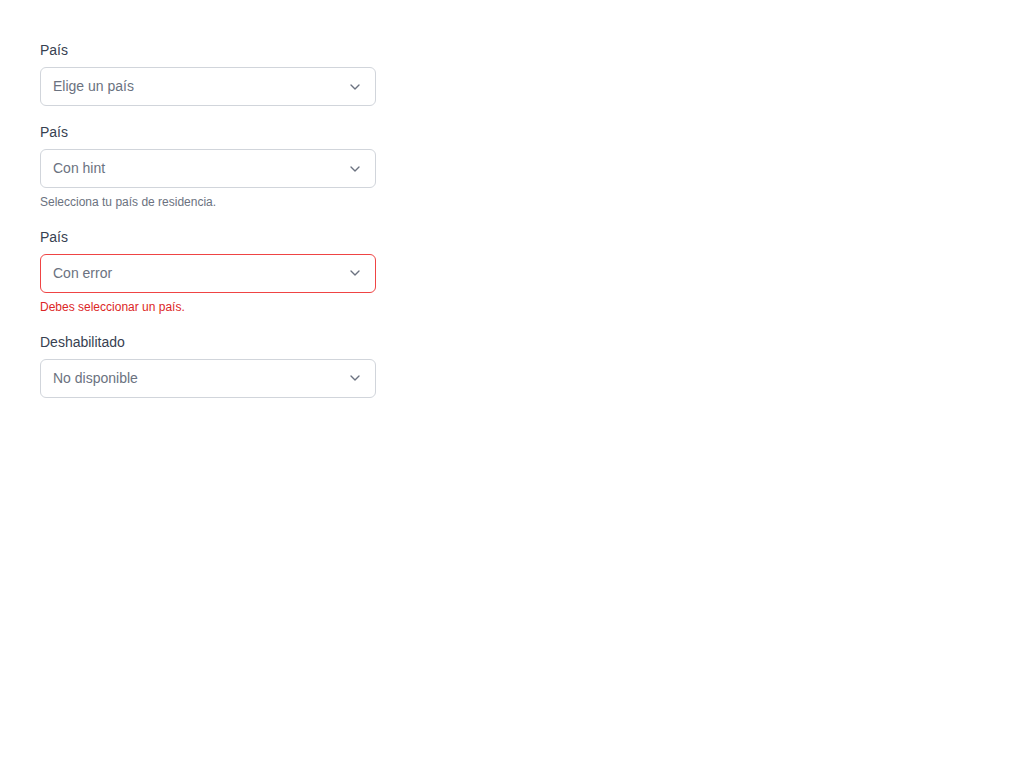 País
Elige un país
País
Con hint
Selecciona tu país de residencia.
País
Con error
Debes seleccionar un país.
Deshabilitado
No disponible